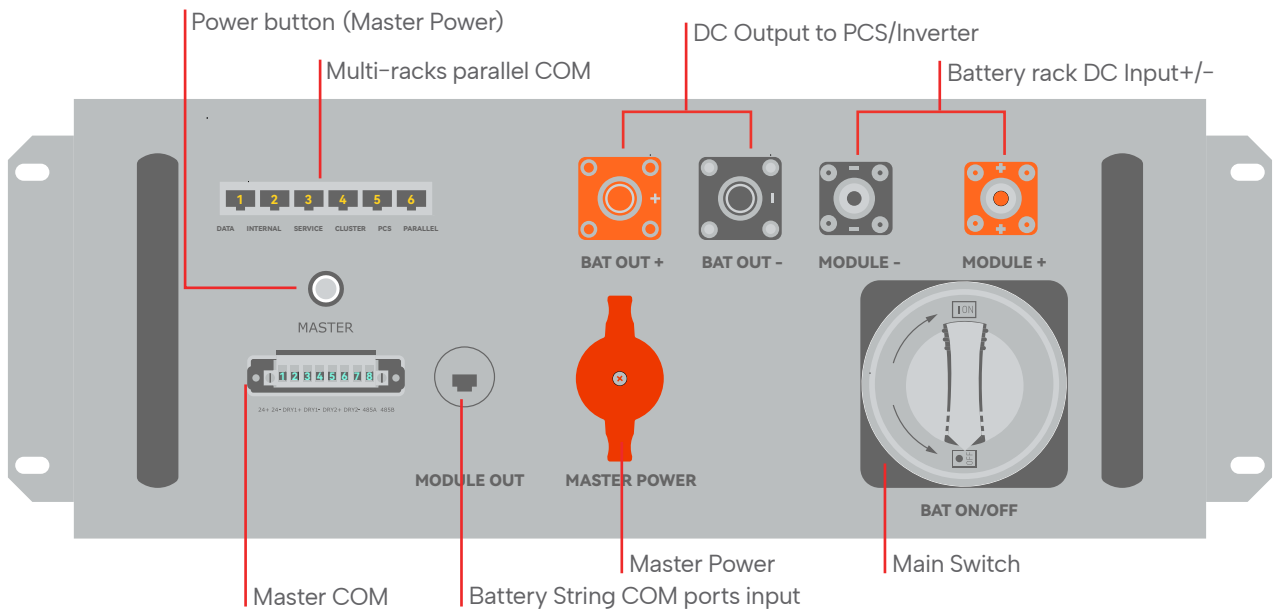 Power button (Master Power)
DC Output to PCS/Inverter
Multi-racks parallel COM
Battery rack DC Input+/-
1 2 3 4 5 6
DATA INTERNAL SERVICE CLUSTER PCS PARALLEL
+ - - +
- +
BAT OUT + BAT OUT - MODULE - MODULE +
MASTER
I ON
1 2 3 4 5 6 7 8
24+ 24- DRY1+ DRY1- DRY2+ DRY2- 485A 485B
OFF
MODULE OUT MASTER POWER
BAT ON/OFF
Master Power
Main Switch
Master COM
Battery String COM ports input